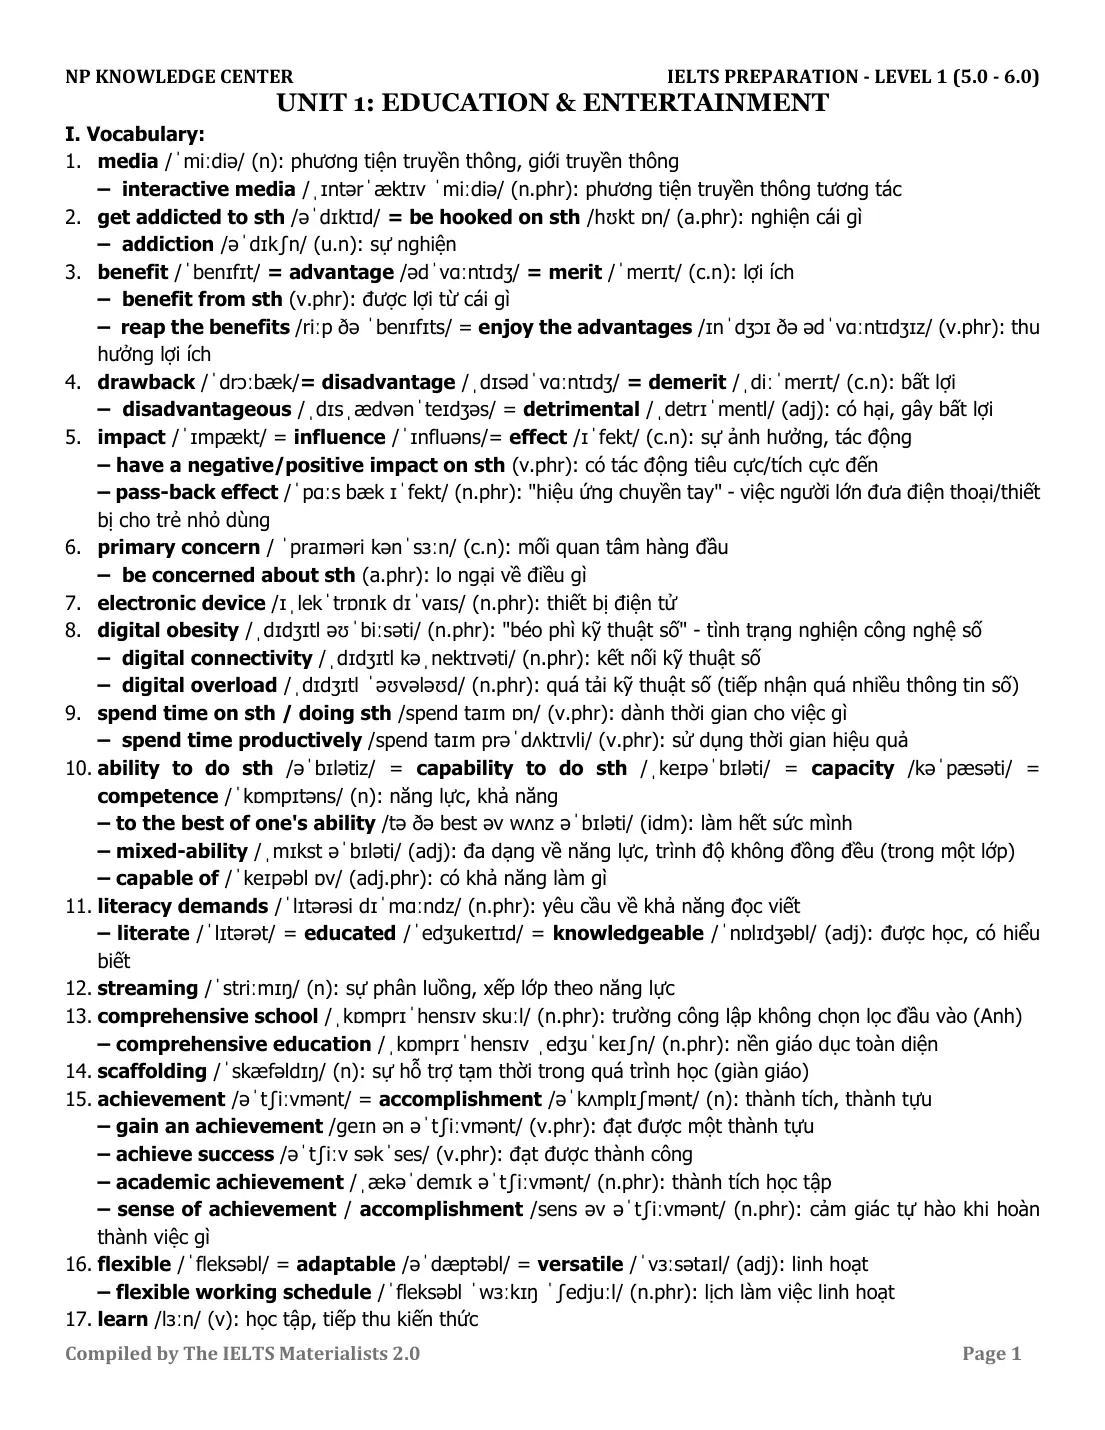 NP KNOWLEDGE CENTER IELTS PREPARATION - LEVEL 1 (5.0 - 6.0)
UNIT 1: EDUCATION & ENTERTAINMENT
I. Vocabulary:
1. media /ˈmiːdiə/ (n): phương tiện truyền thông, giới truyền thông
– interactive media /ˌɪntərˈæktɪv ˈmiːdiə/ (n.phr): phương tiện truyền thông tương tác
2. get addicted to sth /əˈdɪktɪd/ = be hooked on sth /hʊkt ɒn/ (a.phr): nghiện cái gì
– addiction /əˈdɪkʃn/ (u.n): sự nghiện
3. benefit /ˈbenɪfɪt/ = advantage /ədˈvɑːntɪdʒ/ = merit /ˈmerɪt/ (c.n): lợi ích
– benefit from sth (v.phr): được lợi từ cái gì
– reap the benefits /riːp ðə ˈbenɪfɪts/ = enjoy the advantages /ɪnˈdʒɔɪ ðə ədˈvɑːntɪdʒɪz/ (v.phr): thu
hưởng lợi ích
4. drawback /ˈdrɔːbæk/= disadvantage /ˌdɪsədˈvɑːntɪdʒ/ = demerit /ˌdiːˈmerɪt/ (c.n): bất lợi
– disadvantageous /ˌdɪsˌædvənˈteɪdʒəs/ = detrimental /ˌdetrɪˈmentl/ (adj): có hại, gây bất lợi
5. impact /ˈɪmpækt/ = influence /ˈɪnfluəns/= effect /ɪˈfekt/ (c.n): sự ảnh hưởng, tác động
– have a negative/positive impact on sth (v.phr): có tác động tiêu cực/tích cực đến
– pass-back effect /ˈpɑːs bæk ɪˈfekt/ (n.phr): "hiệu ứng chuyền tay" - việc người lớn đưa điện thoại/thiết
bị cho trẻ nhỏ dùng
6. primary concern / ˈpraɪməri kənˈsɜːn/ (c.n): mối quan tâm hàng đầu
– be concerned about sth (a.phr): lo ngại về điều gì
7. electronic device /ɪˌlekˈtrɒnɪk dɪˈvaɪs/ (n.phr): thiết bị điện tử
8. digital obesity /ˌdɪdʒɪtl əʊˈbiːsəti/ (n.phr): "béo phì kỹ thuật số" - tình trạng nghiện công nghệ số
– digital connectivity /ˌdɪdʒɪtl kəˌnektɪvəti/ (n.phr): kết nối kỹ thuật số
– digital overload /ˌdɪdʒɪtl ˈəʊvələʊd/ (n.phr): quá tải kỹ thuật số (tiếp nhận quá nhiều thông tin số)
9. spend time on sth / doing sth /spend taɪm ɒn/ (v.phr): dành thời gian cho việc gì
– spend time productively /spend taɪm prəˈdʌktɪvli/ (v.phr): sử dụng thời gian hiệu quả
10. ability to do sth /əˈbɪlətiz/ = capability to do sth /ˌkeɪpəˈbɪləti/ = capacity /kəˈpæsəti/ =
competence /ˈkɒmpɪtəns/ (n): năng lực, khả năng
– to the best of one's ability /tə ðə best əv wʌnz əˈbɪləti/ (idm): làm hết sức mình
– mixed-ability /ˌmɪkst əˈbɪləti/ (adj): đa dạng về năng lực, trình độ không đồng đều (trong một lớp)
– capable of /ˈkeɪpəbl ɒv/ (adj.phr): có khả năng làm gì
11. literacy demands /ˈlɪtərəsi dɪˈmɑːndz/ (n.phr): yêu cầu về khả năng đọc viết
– literate /ˈlɪtərət/ = educated /ˈedʒukeɪtɪd/ = knowledgeable /ˈnɒlɪdʒəbl/ (adj): được học, có hiểu
biết
12. streaming /ˈstriːmɪŋ/ (n): sự phân luồng, xếp lớp theo năng lực
13. comprehensive school /ˌkɒmprɪˈhensɪv skuːl/ (n.phr): trường công lập không chọn lọc đầu vào (Anh)
– comprehensive education /ˌkɒmprɪˈhensɪv ˌedʒuˈkeɪʃn/ (n.phr): nền giáo dục toàn diện
14. scaffolding /ˈskæfəldɪŋ/ (n): sự hỗ trợ tạm thời trong quá trình học (giàn giáo)
15. achievement /əˈtʃiːvmənt/ = accomplishment /əˈkʌmplɪʃmənt/ (n): thành tích, thành tựu
– gain an achievement /ɡeɪn ən əˈtʃiːvmənt/ (v.phr): đạt được một thành tựu
– achieve success /əˈtʃiːv səkˈses/ (v.phr): đạt được thành công
– academic achievement /ˌækəˈdemɪk əˈtʃiːvmənt/ (n.phr): thành tích học tập
– sense of achievement / accomplishment /sens əv əˈtʃiːvmənt/ (n.phr): cảm giác tự hào khi hoàn
thành việc gì
16. flexible /ˈfleksəbl/ = adaptable /əˈdæptəbl/ = versatile /ˈvɜːsətaɪl/ (adj): linh hoạt
– flexible working schedule /ˈfleksəbl ˈwɜːkɪŋ ˈʃedjuːl/ (n.phr): lịch làm việc linh hoạt
17. learn /lɜːn/ (v): học tập, tiếp thu kiến thức
Compiled by The IELTS Materialists 2.0 Page 1